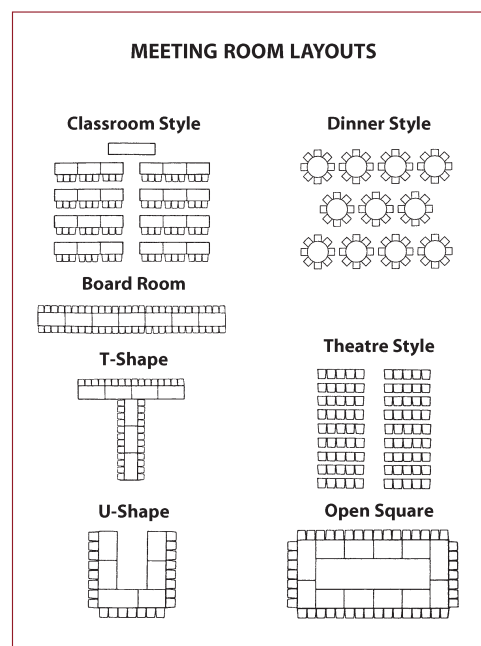 MEETING ROOM LAYOUTS
Classroom Style
Dinner Style
Board Room
T-Shape
Theatre Style
U-Shape
Open Square